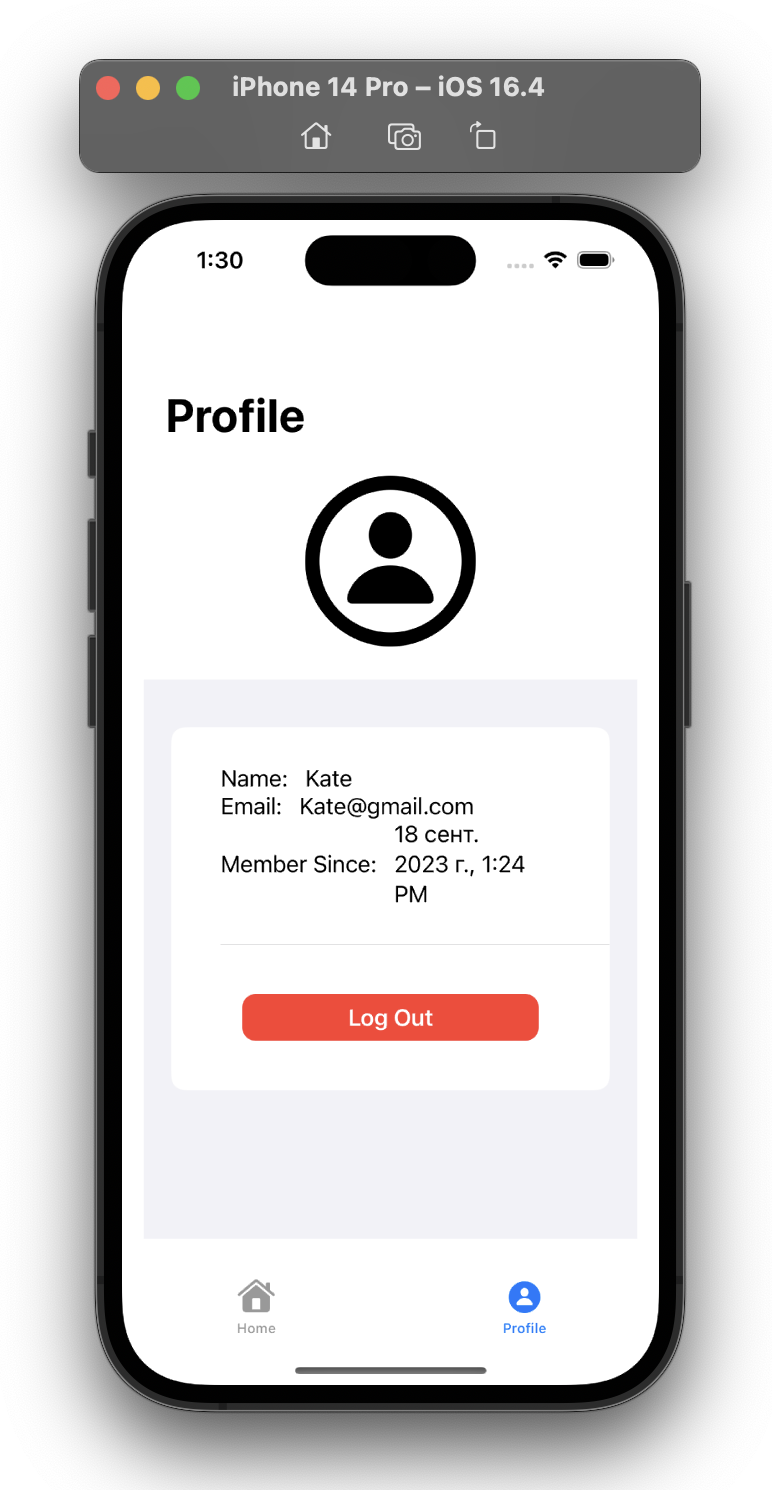 iPhone 14 Pro – iOS 16.4
1:30
Profile
Name: Kate
Email: Kate@gmail.com
18 сент.
Member Since: 2023 г., 1:24
PM
Log Out
Home
Profile